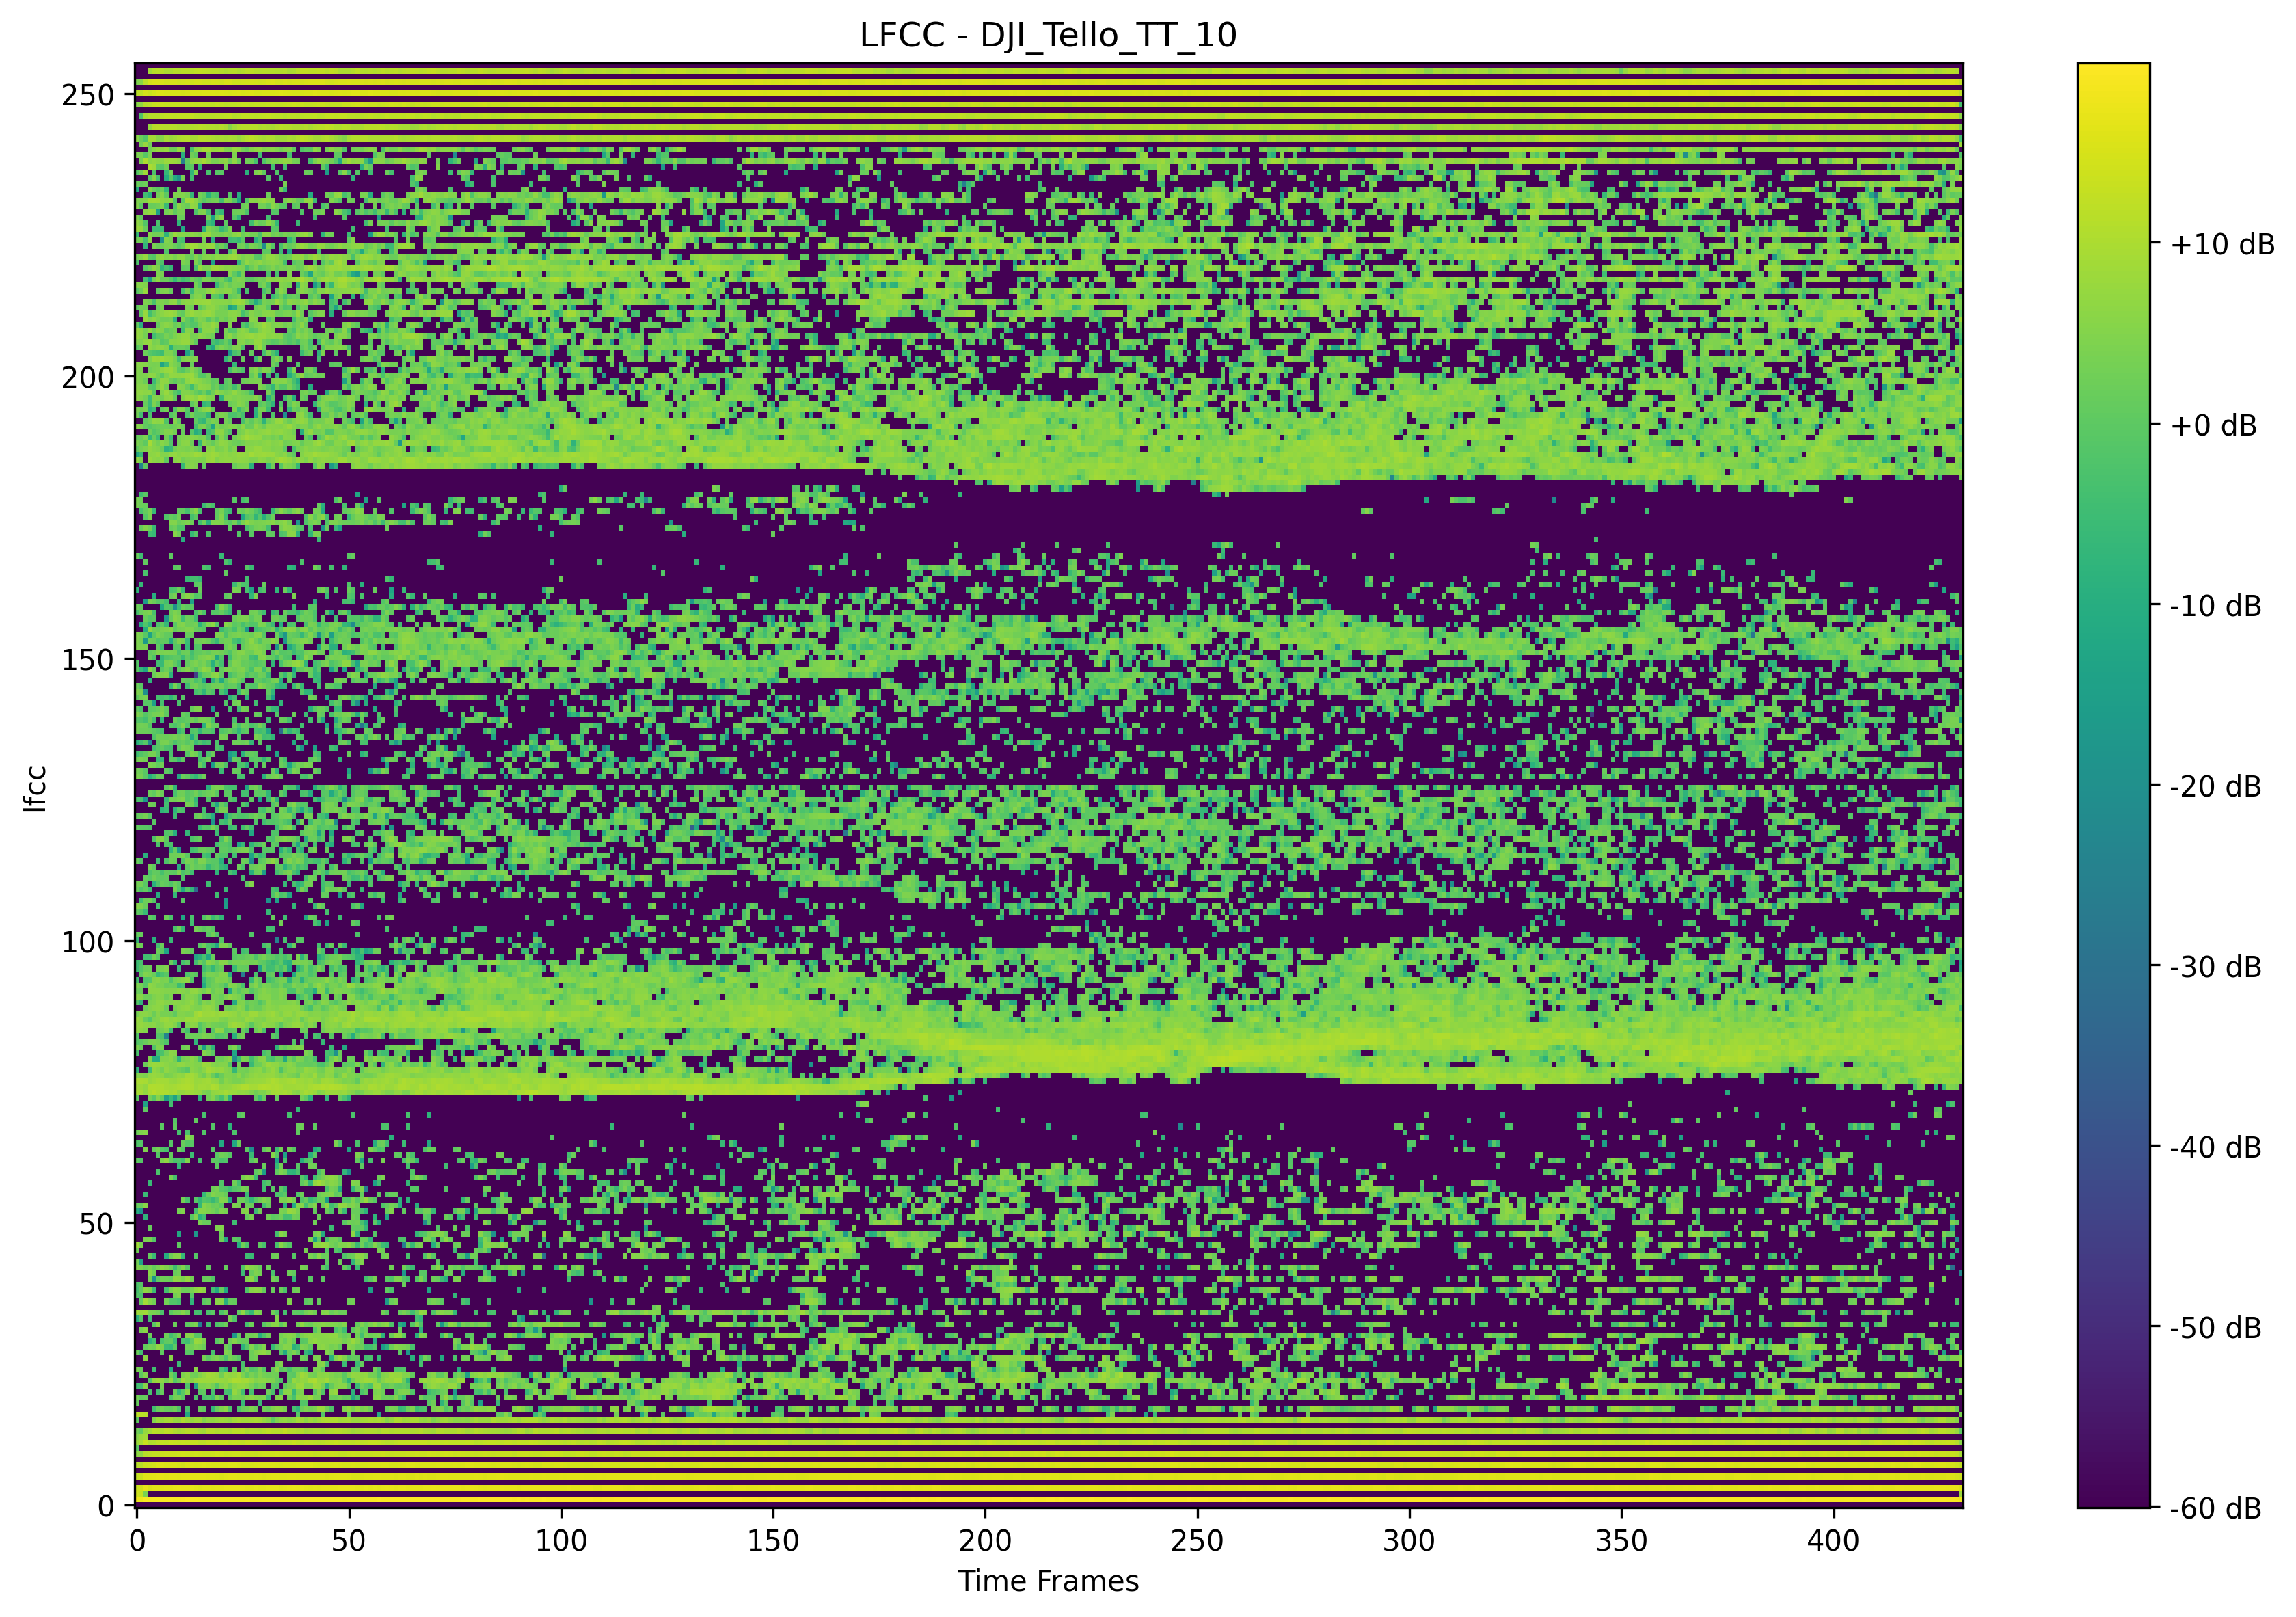 LFCC - DJI_Tello_TT_10
250
200
150
100
50
0
lfcc
0 50 100 150 200 250 300 350 400
Time Frames
+10 dB
+0 dB
-10 dB
-20 dB
-30 dB
-40 dB
-50 dB
-60 dB